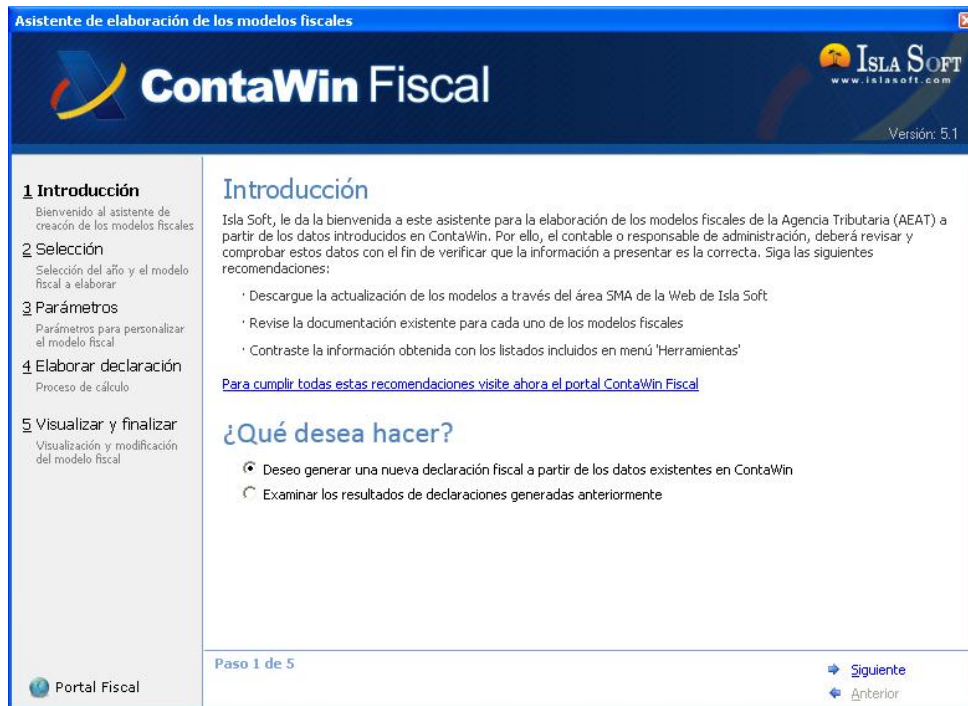 Asistente de elaboración de los modelos fiscales
ContaWin Fiscal
ISLA SOFT
www.islasoft.com
Versión: 5.1
1 Introducción
Bienvenido al asistente de
creacón de los modelos fiscales
2 Selección
Selección del año y el modelo
fiscal a elaborar
3 Parámetros
Parámetros para personalizar
el modelo fiscal
4 Elaborar declaración
Proceso de cálculo
5 Visualizar y finalizar
Visualización y modificación
del modelo fiscal
Portal Fiscal
Introducción
Isla Soft, le da la bienvenida a este asistente para la elaboración de los modelos fiscales de la Agencia Tributaria (AEAT) a
partir de los datos introducidos en ContaWin. Por ello, el contable o responsable de administración, deberá revisar y
comprobar estos datos con el fin de verificar que la información a presentar es la correcta. Siga las siguientes
recomendaciones:
· Descargue la actualización de los modelos a través del área SMA de la Web de Isla Soft
· Revise la documentación existente para cada uno de los modelos fiscales
· Contraste la información obtenida con los listados incluidos en menú 'Herramientas'
Para cumplir todas estas recomendaciones visite ahora el portal ContaWin Fiscal
¿Qué desea hacer?
Deseo generar una nueva declaración fiscal a partir de los datos existentes en ContaWin
Examinar los resultados de declaraciones generadas anteriormente
Paso 1 de 5
Siguiente
Anterior